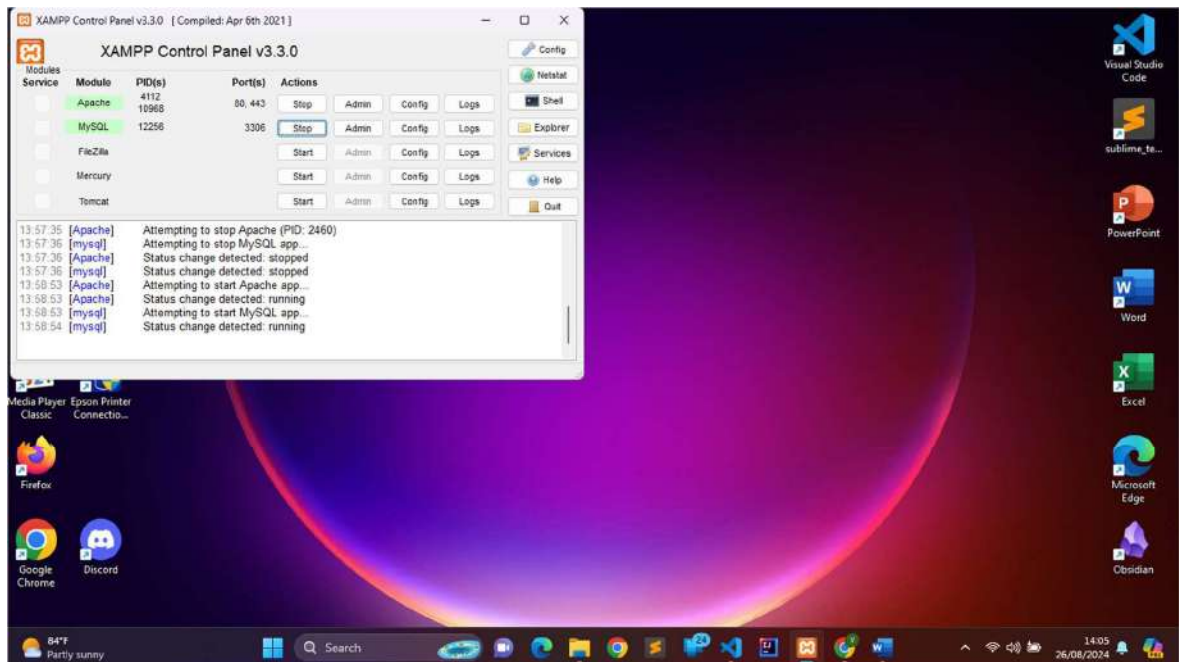 XAMPP Control Panel v3.3.0 [ Compiled: Apr 6th 2021 ]
XAMPP Control Panel v3.3.0
Config
Modules
Service Module PID(s) Port(s) Actions
Netstat
Apache 4112 10968 80, 443 Stop Admin Config Logs
Shell
MySQL 12256 3306 Stop Admin Config Logs
Explorer
FileZilla Start Admin Config Logs
Services
Mercury Start Admin Config Logs
Help
Tomcat Start Admin Config Logs
Quit
13:57:35 [Apache] Attempting to stop Apache (PID: 2460)
13:57:36 [mysql] Attempting to stop MySQL app...
13:57:36 [Apache] Status change detected: stopped
13:57:36 [mysql] Status change detected: stopped
13:58:53 [Apache] Attempting to start Apache app...
13:58:53 [Apache] Status change detected: running
13:58:53 [mysql] Attempting to start MySQL app...
13:58:54 [mysql] Status change detected: running
Visual Studio
Code
sublime_te...
PowerPoint
Word
Excel
Microsoft
Edge
Obsidian
Media Player
Classic
Epson Printer
Connectio...
Firefox
Google
Chrome
Discord
84°F
Partly sunny
Search
24
14:05
26/08/2024